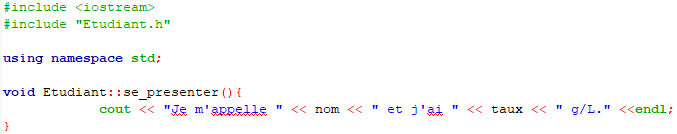 #include <iostream>
#include "Etudiant.h"
using namespace std;
void Etudiant::se_presenter(){
cout << "Je m'appelle " << nom << " et j'ai " << taux << " g/L." <<endl;
}